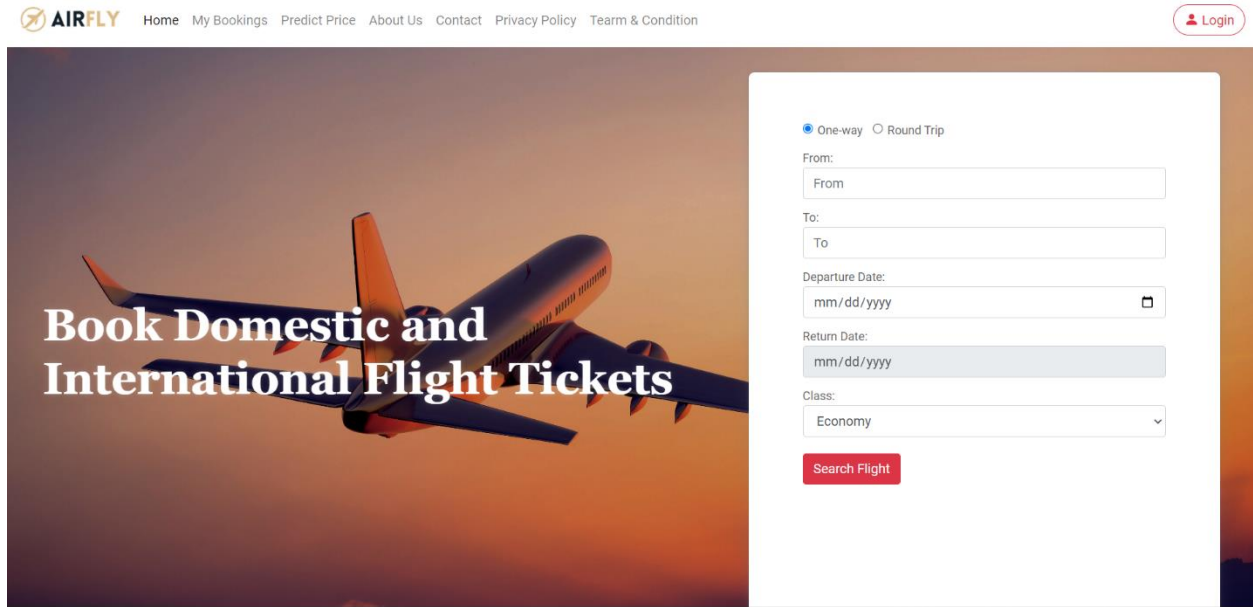 AIRFLY
Home My Bookings Predict Price About Us Contact Privacy Policy Tearm & Condition
Login
Book Domestic and
International Flight Tickets
One-way Round Trip
From:
From
To:
To
Departure Date:
mm/dd/yyyy
Return Date:
mm/dd/yyyy
Class:
Economy
Search Flight